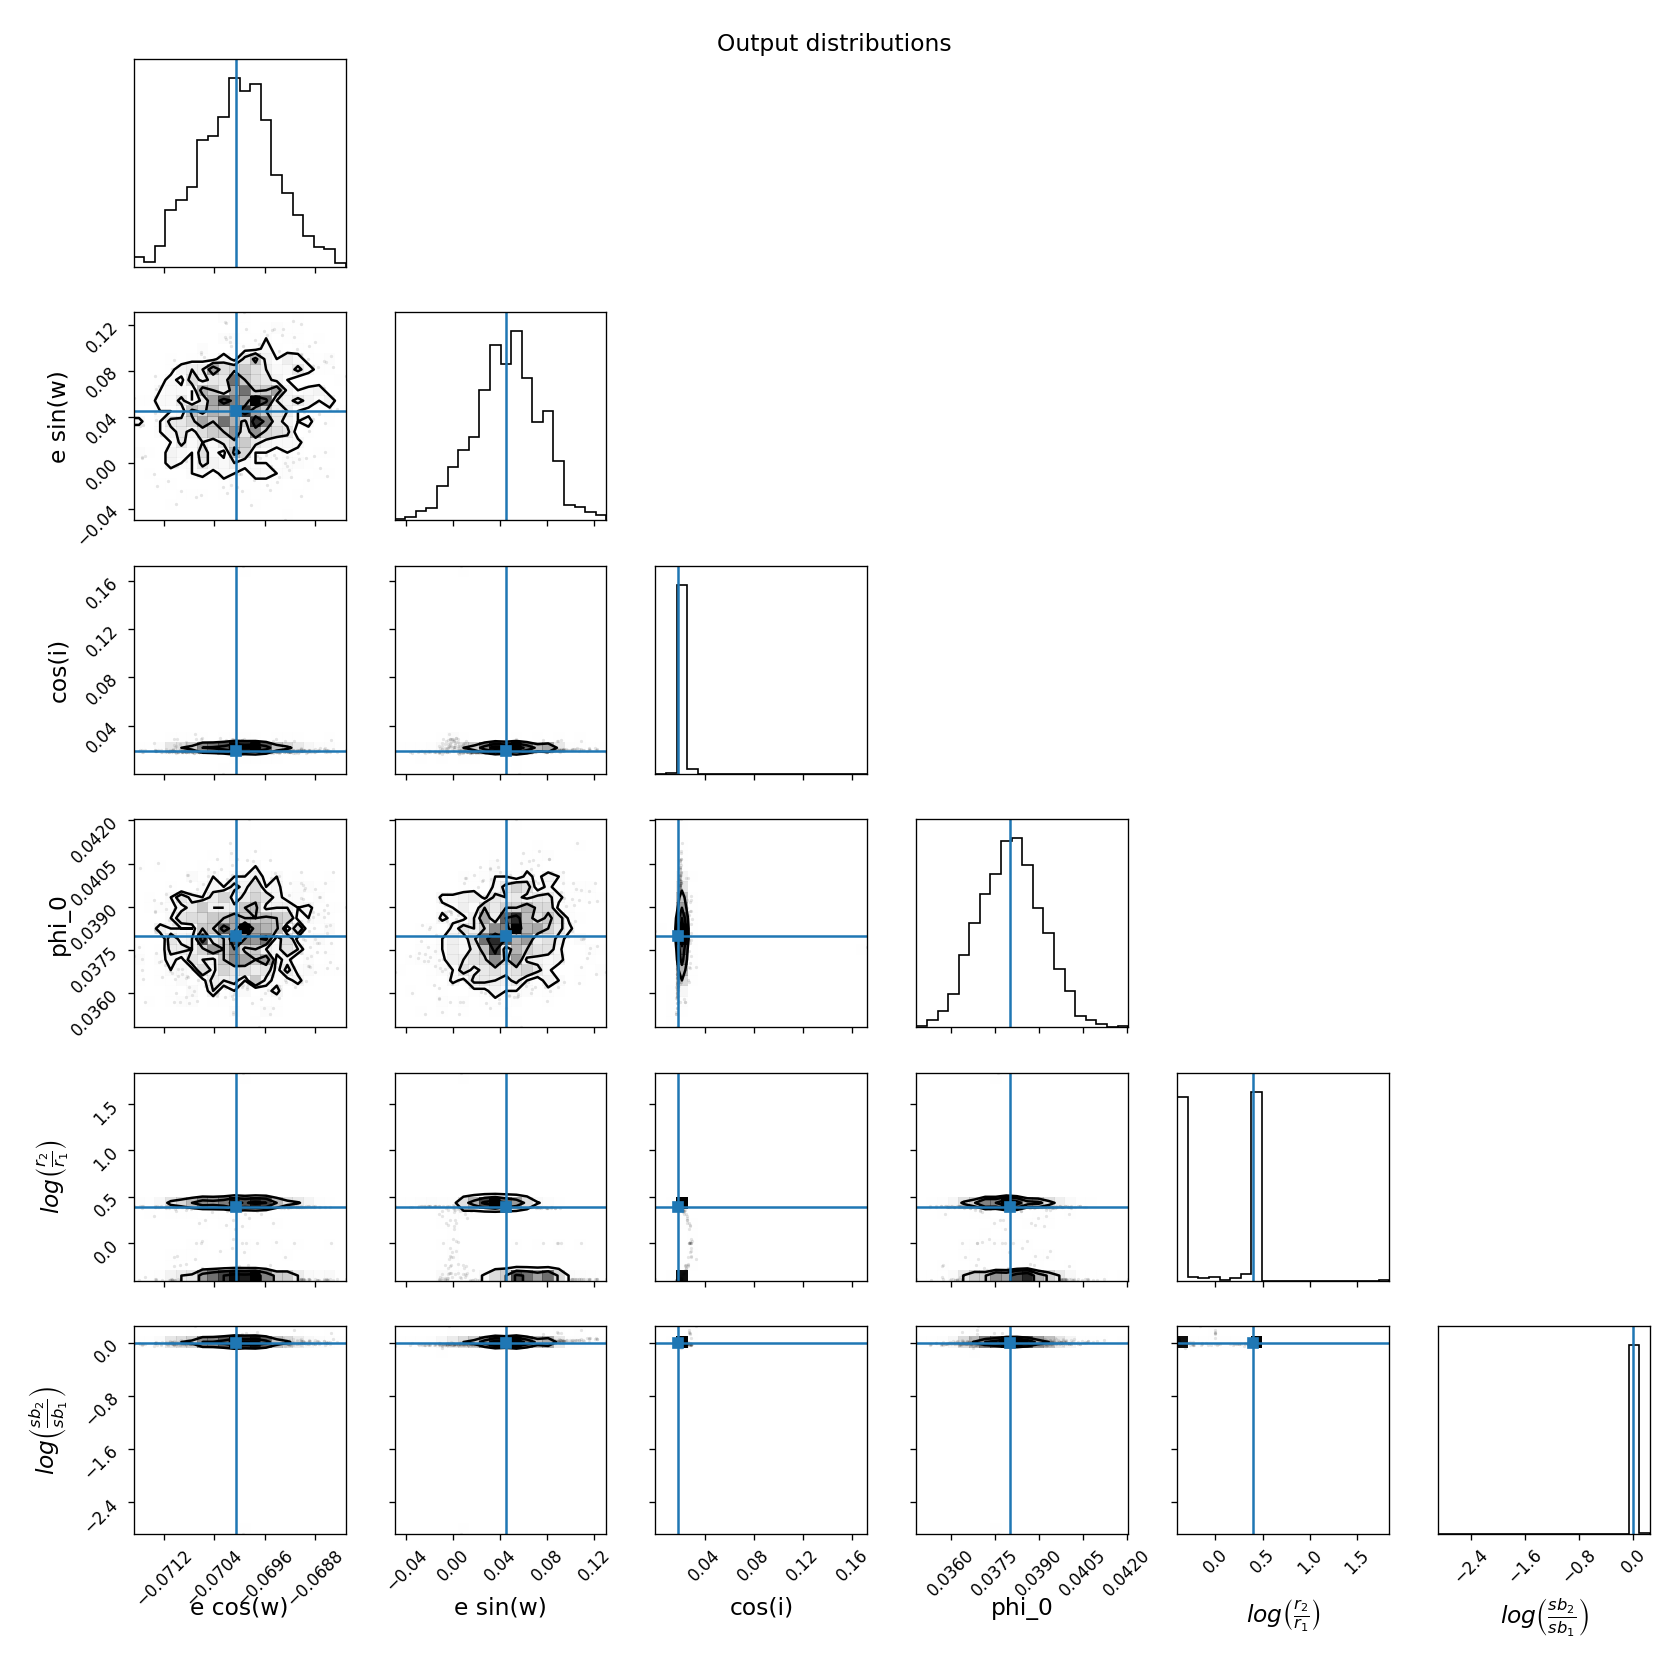 Output distributions
e sin(w)
0.12
0.08
0.04
0.00
−0.04
cos(i)
0.16
0.12
0.08
0.04
phi_0
0.0420
0.0405
0.0390
0.0375
0.0360
log(r2/r1)
1.5
1.0
0.5
0.0
log(sb2/sb1)
0.0
−0.8
−1.6
−2.4
−0.0712 −0.0704 −0.0696 −0.0688
e cos(w)
−0.04 0.00 0.04 0.08 0.12
e sin(w)
0.04 0.08 0.12 0.16
cos(i)
0.0360 0.0375 0.0390 0.0405 0.0420
phi_0
0.0 0.5 1.0 1.5
log(r2/r1)
−2.4 −1.6 −0.8 0.0
log(sb2/sb1)